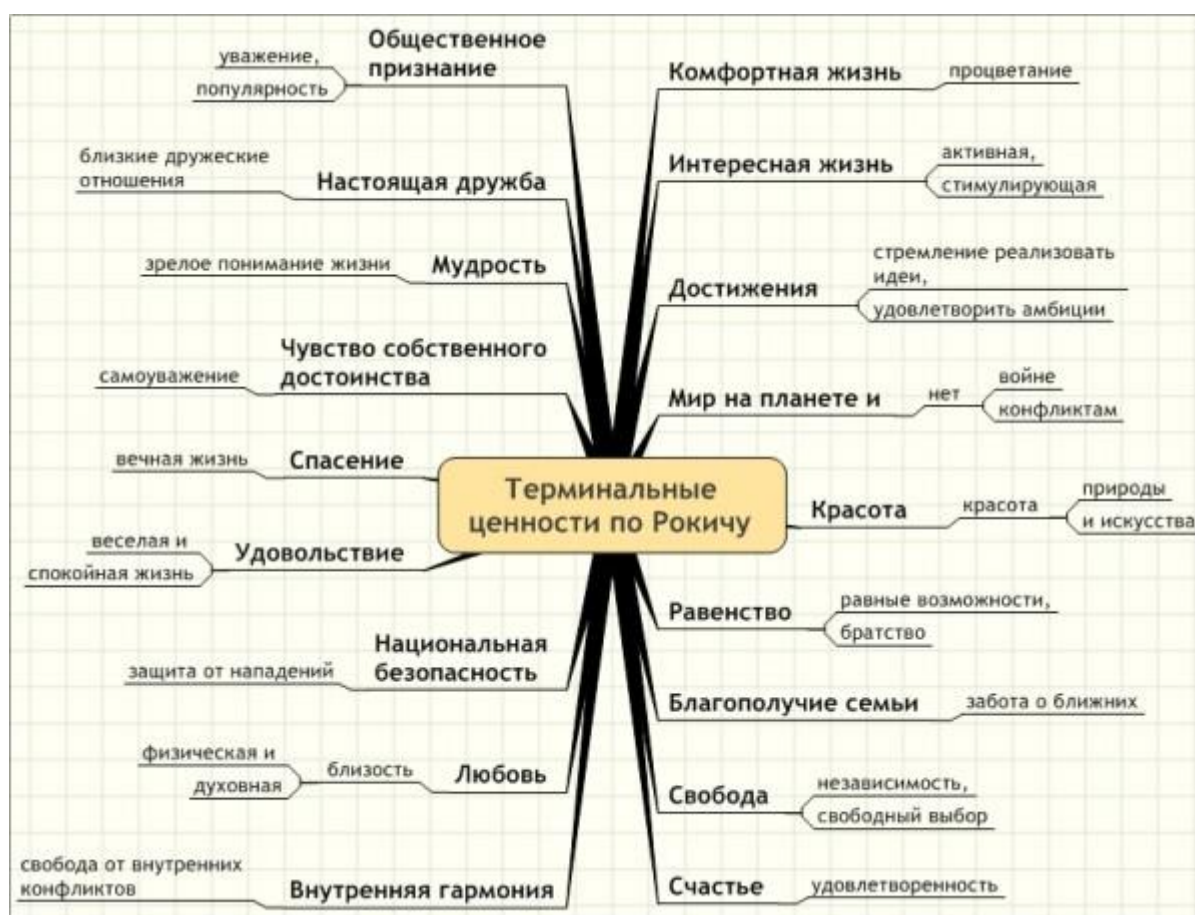 Терминальные
ценности по Рокичу
Общественное
признание
уважение,
популярность
Настоящая дружба
близкие дружеские
отношения
Мудрость
зрелое понимание жизни
Чувство собственного
достоинства
самоуважение
Спасение
вечная жизнь
Удовольствие
веселая и
спокойная жизнь
Национальная
безопасность
защита от нападений
Любовь
близость
физическая и
духовная
Внутренняя гармония
свобода от внутренних
конфликтов
Комфортная жизнь
процветание
Интересная жизнь
активная,
стимулирующая
Достижения
стремление реализовать
идеи,
удовлетворить амбиции
Мир на планете и
нет
войне
конфликтам
Красота
красота
природы
и искусства
Равенство
равные возможности,
братство
Благополучие семьи
забота о ближних
Свобода
независимость,
свободный выбор
Счастье
удовлетворенность